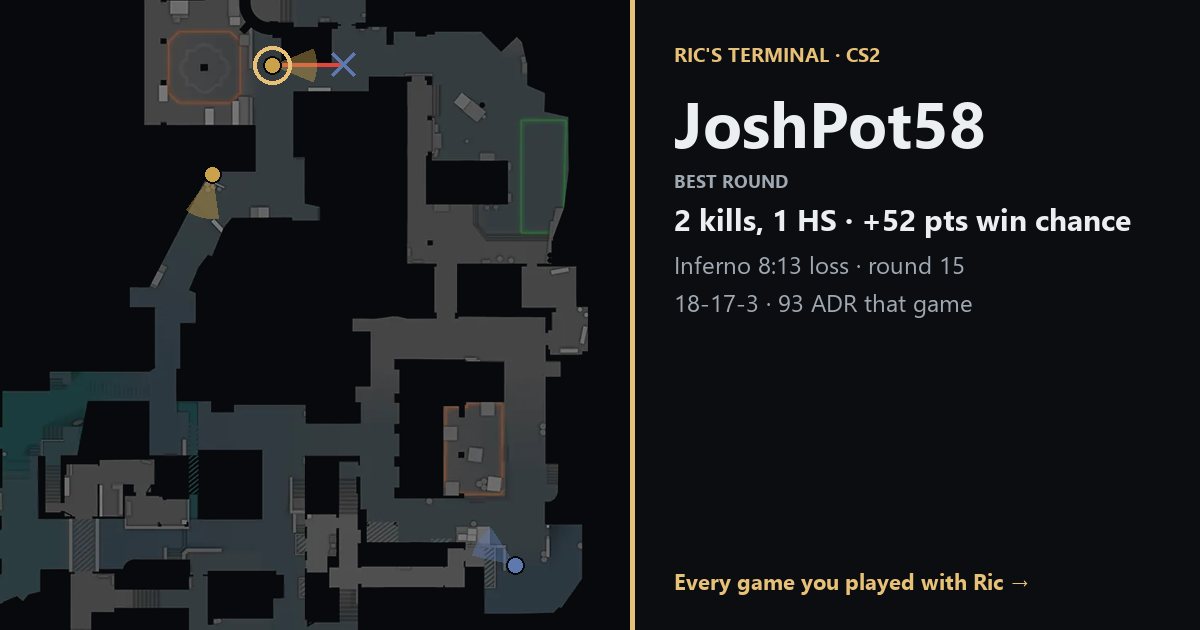 RIC'S TERMINAL · CS2
JoshPot58
BEST ROUND
2 kills, 1 HS · +52 pts win chance
Inferno 8:13 loss · round 15
18-17-3 · 93 ADR that game
Every game you played with Ric →